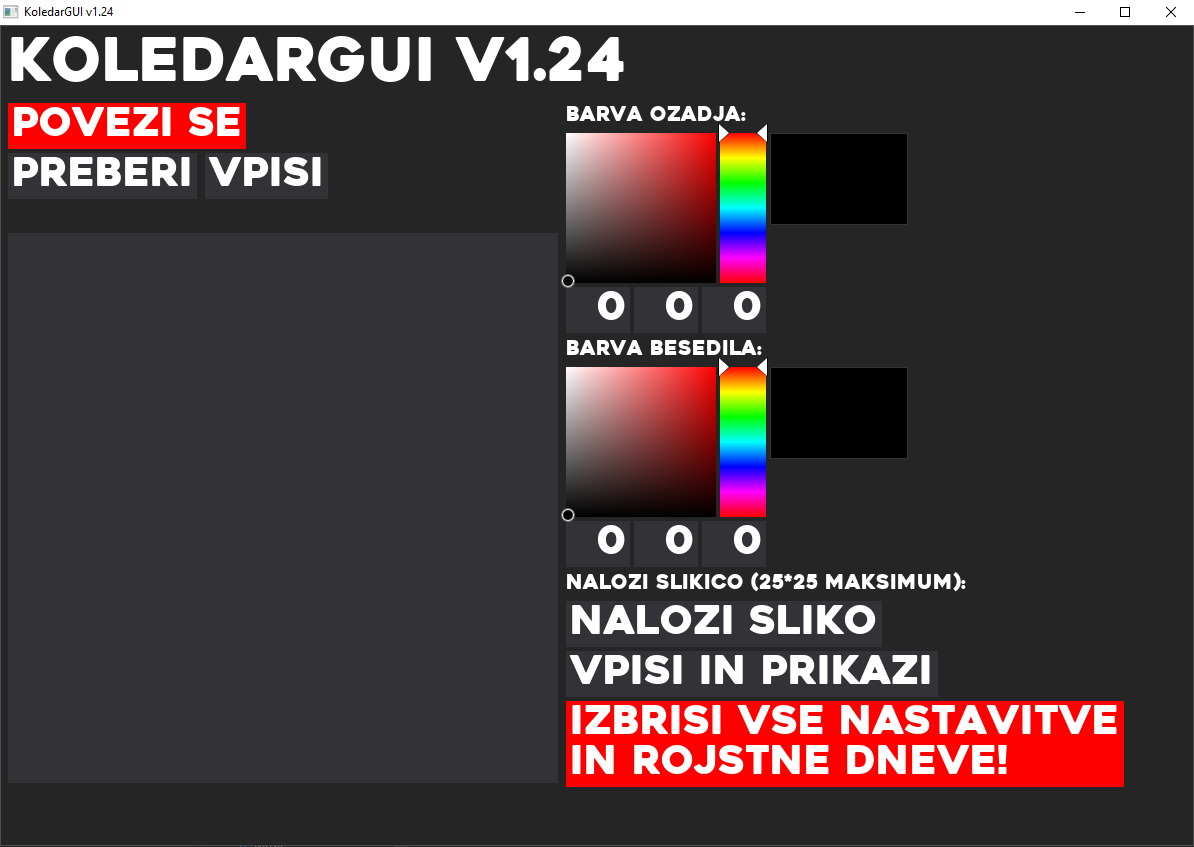 KoledarGUI v1.24
KOLEDARGUI V1.24
POVEZI SE
PREBERI VPISI
BARVA OZADJA:
0 0 0
BARVA BESEDILA:
0 0 0
NALOZI SLIKICO (25*25 MAKSIMUM):
NALOZI SLIKO
VPISI IN PRIKAZI
IZBRISI VSE NASTAVITVE
IN ROJSTNE DNEVE!